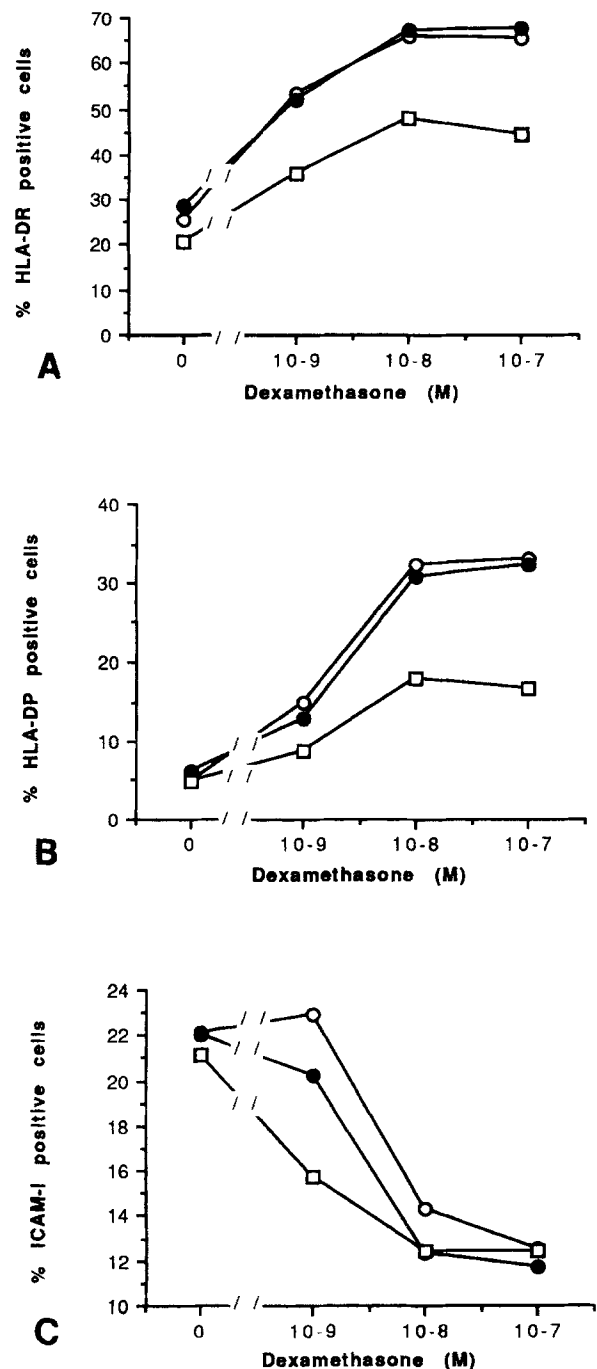 70
60
50
40
30
20
10
0
% HLA-DR positive cells
0 / / 10-9 10-8 10-7
Dexamethasone (M)
A
40
30
20
10
0
% HLA-DP positive cells
0 / / 10-9 10-8 10-7
Dexamethasone (M)
B
24
22
20
18
16
14
12
10
% ICAM-I positive cells
0 / / 10-9 10-8 10-7
Dexamethasone (M)
C